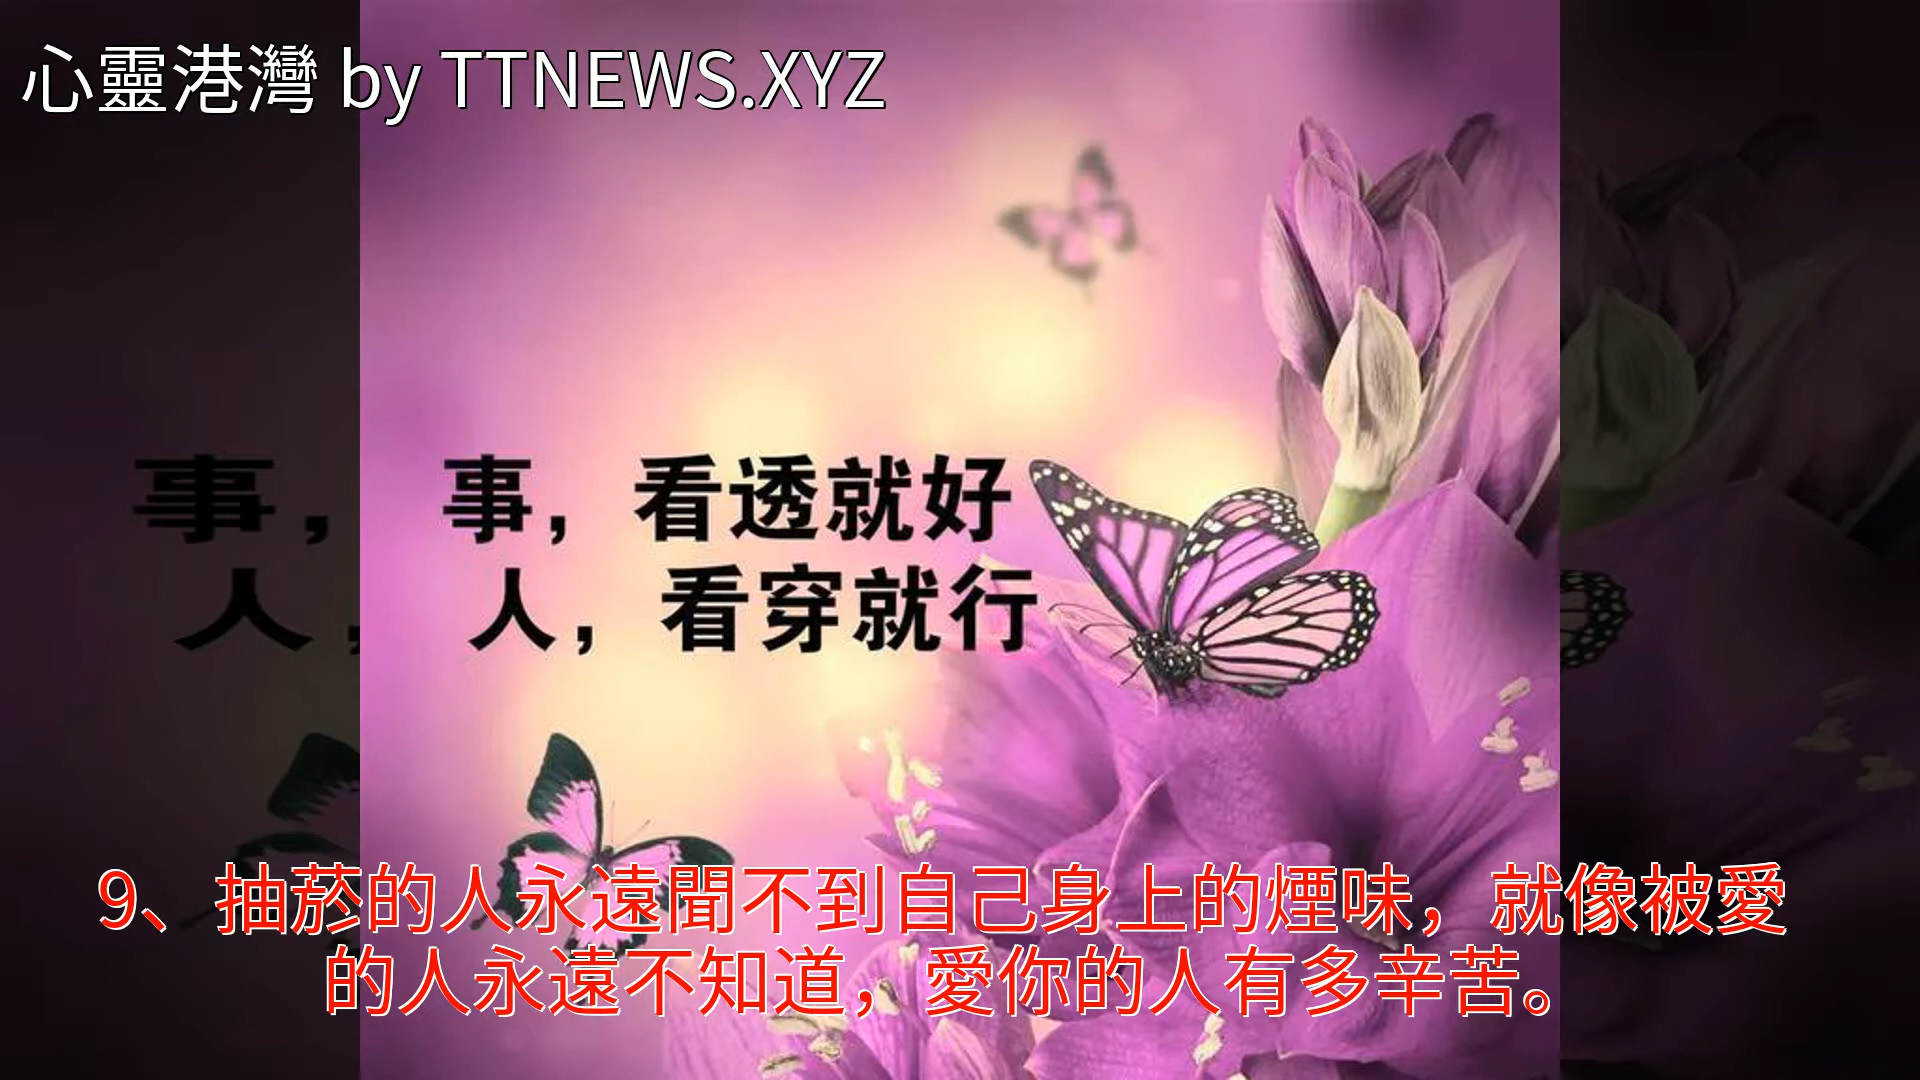 心靈港灣 by TTNEWS.XYZ
事，看透就好
人，看穿就行
9、抽菸的人永遠聞不到自己身上的煙味，就像被愛
的人永遠不知道，愛你的人有多辛苦。